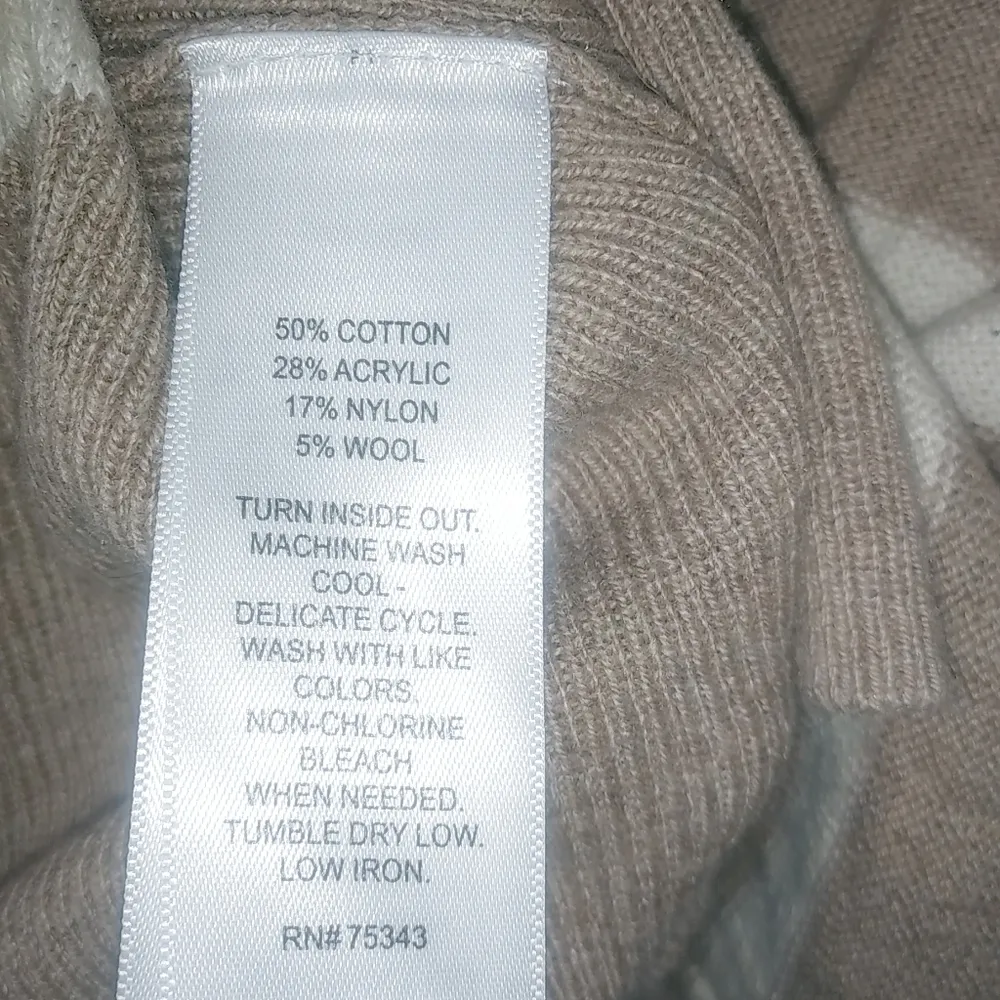 50% COTTON
28% ACRYLIC
17% NYLON
5% WOOL
TURN INSIDE OUT.
MACHINE WASH
COOL -
DELICATE CYCLE.
WASH WITH LIKE
COLORS.
NON-CHLORINE
BLEACH
WHEN NEEDED.
TUMBLE DRY LOW.
LOW IRON.
RN# 75343